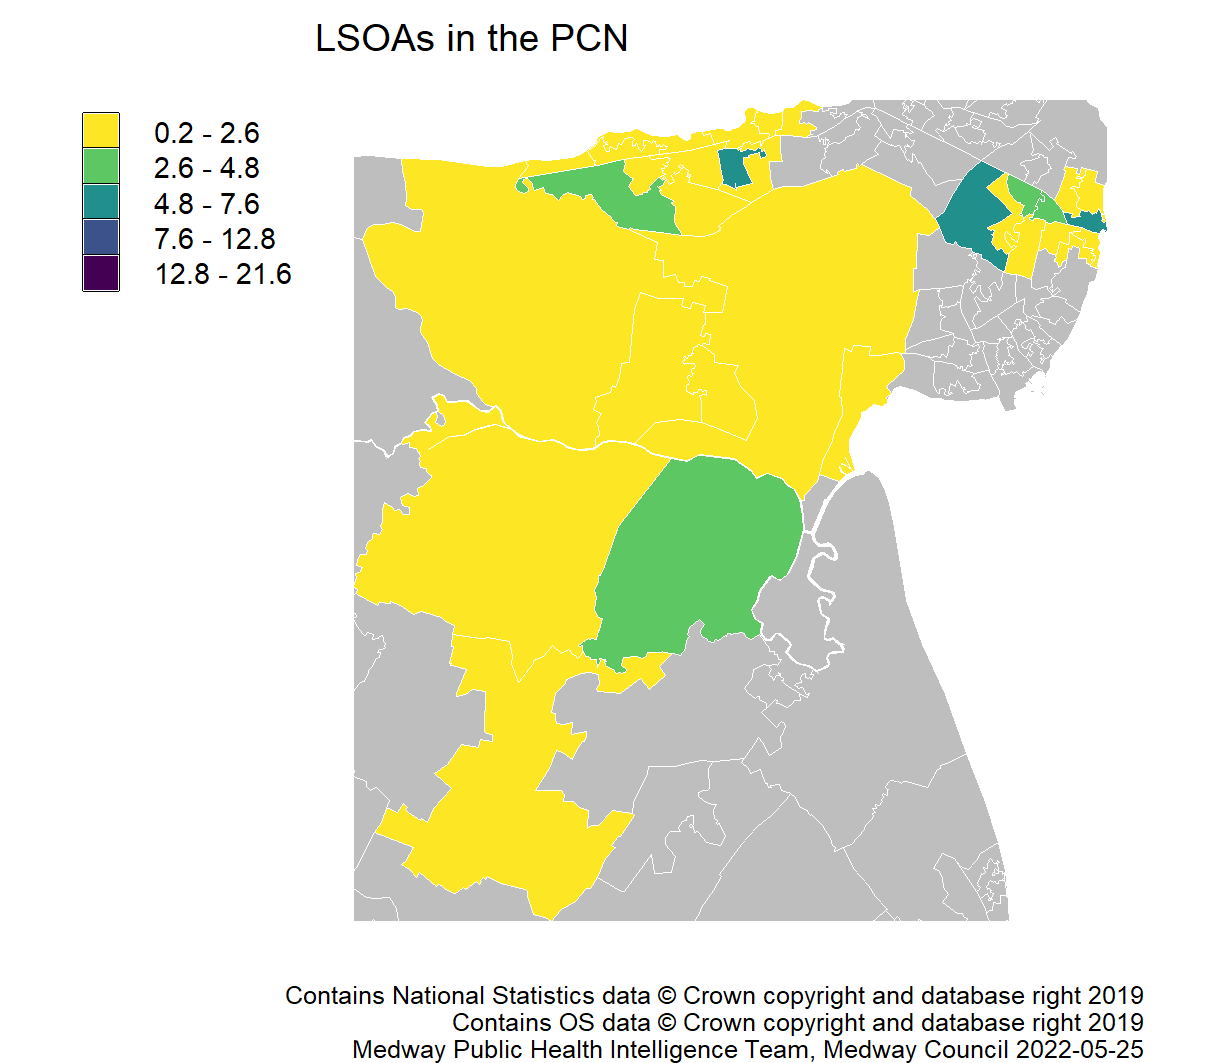 LSOAs in the PCN
0.2 - 2.6
2.6 - 4.8
4.8 - 7.6
7.6 - 12.8
12.8 - 21.6
Contains National Statistics data © Crown copyright and database right 2019
Contains OS data © Crown copyright and database right 2019
Medway Public Health Intelligence Team, Medway Council 2022-05-25